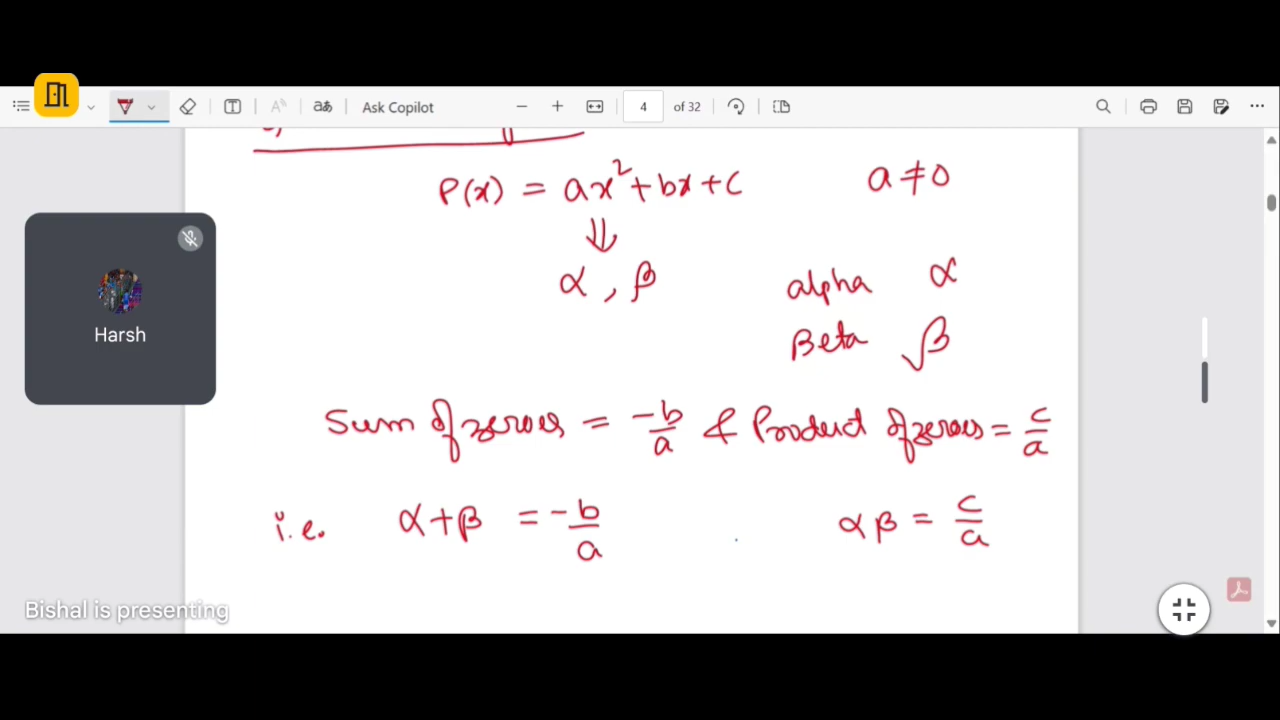 Ask Copilot
4 of 32
P(x) = ax²+bx+c a≠0
⇓
α , β
alpha α
Beta β
Harsh
Sum of zeroes = -b/a & Product of zeroes = c/a
i.e. α+β = -b/a αβ = c/a
Bishal is presenting